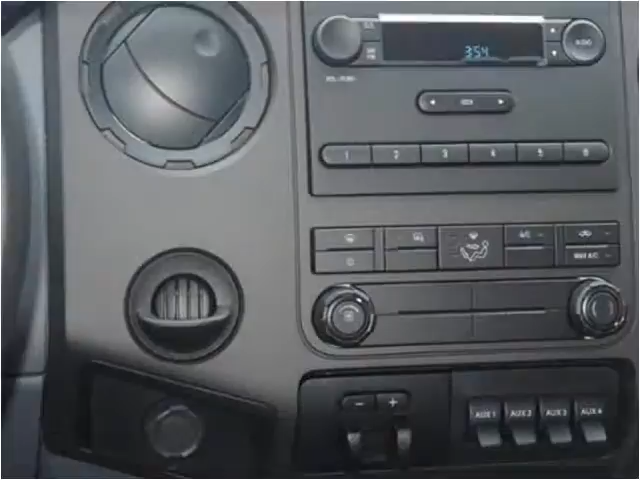 3:54
AUDIO
1 2 3 4 5 6
A/C
MAX A/C
- +
AUX 1 AUX 2 AUX 3 AUX 4